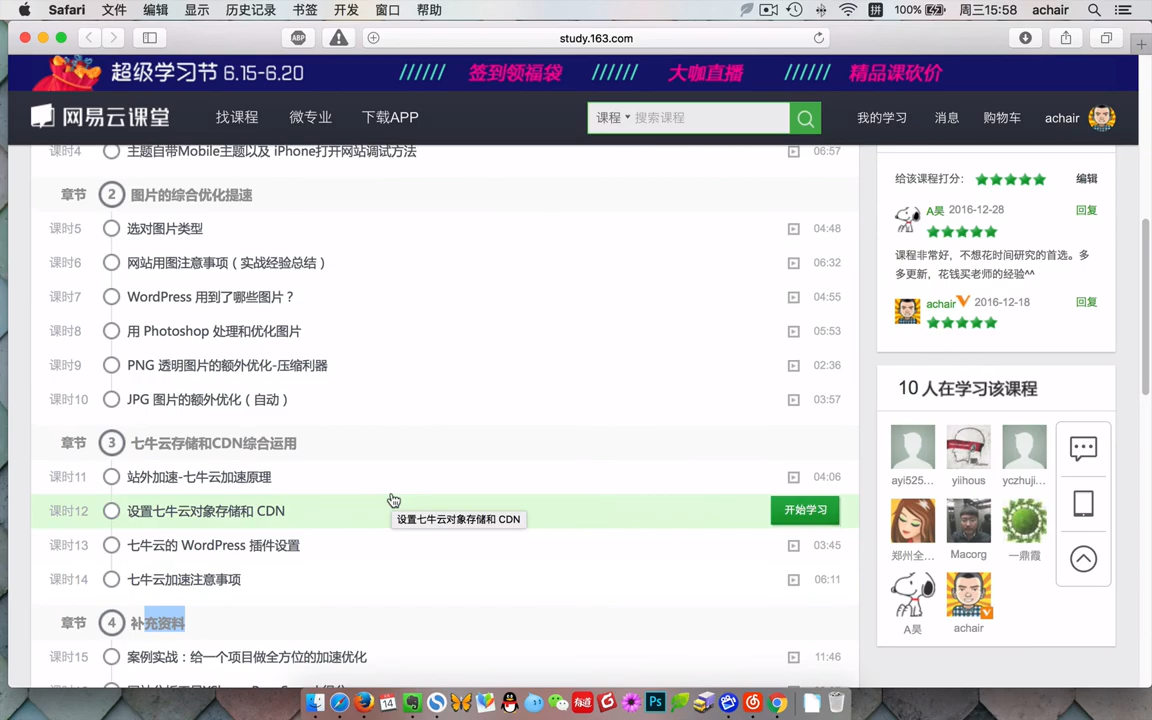 Safari 文件 编辑 显示 历史记录 书签 开发 窗口 帮助 拼 100% 周三15:58 achair
ABP study.163.com
超级学习节 6.15-6.20 ////// 签到领福袋 ////// 大咖直播 ////// 精品课砍价
网易云课堂 找课程 微专业 下载APP 课程 搜索课程 我的学习 消息 购物车 achair
课时4 主题自带Mobile主题以及 iPhone打开网站调试方法 06:57
章节 2 图片的综合优化提速
课时5 选对图片类型 04:48
课时6 网站用图注意事项（实战经验总结） 06:32
课时7 WordPress 用到了哪些图片？ 04:55
课时8 用 Photoshop 处理和优化图片 05:53
课时9 PNG 透明图片的额外优化-压缩利器 02:36
课时10 JPG 图片的额外优化（自动） 03:57
章节 3 七牛云存储和CDN综合运用
课时11 站外加速-七牛云加速原理 04:06
课时12 设置七牛云对象存储和 CDN 开始学习
设置七牛云对象存储和 CDN
课时13 七牛云的 WordPress 插件设置 03:45
课时14 七牛云加速注意事项 06:11
章节 4 补充资料
课时15 案例实战：给一个项目做全方位的加速优化 11:46
给该课程打分： 编辑
A昊 2016-12-28 回复
课程非常好，不想花时间研究的首选。多
多更新，花钱买老师的经验^^
achair 2016-12-18 回复
10 人在学习该课程
ayi525... yiihous yczhuji...
郑州全... Macorg 一鼎霞
A昊 achair
14 有道 Ps